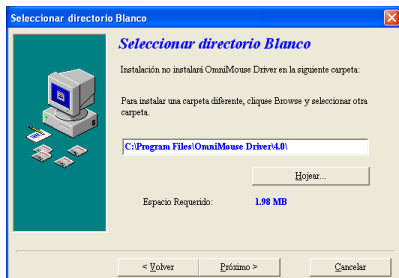 Seleccionar directorio Blanco
Seleccionar directorio Blanco
Instalación no instalará OmniMouse Driver en la siguiente carpeta:
Para instalar una carpeta diferente, clique Browse y seleccionar otra
carpeta.
C:\Program Files\OmniMouse Driver\4.0\
Hojear...
Espacio Requerido: 1.98 MB
< Volver Próximo > Cancelar